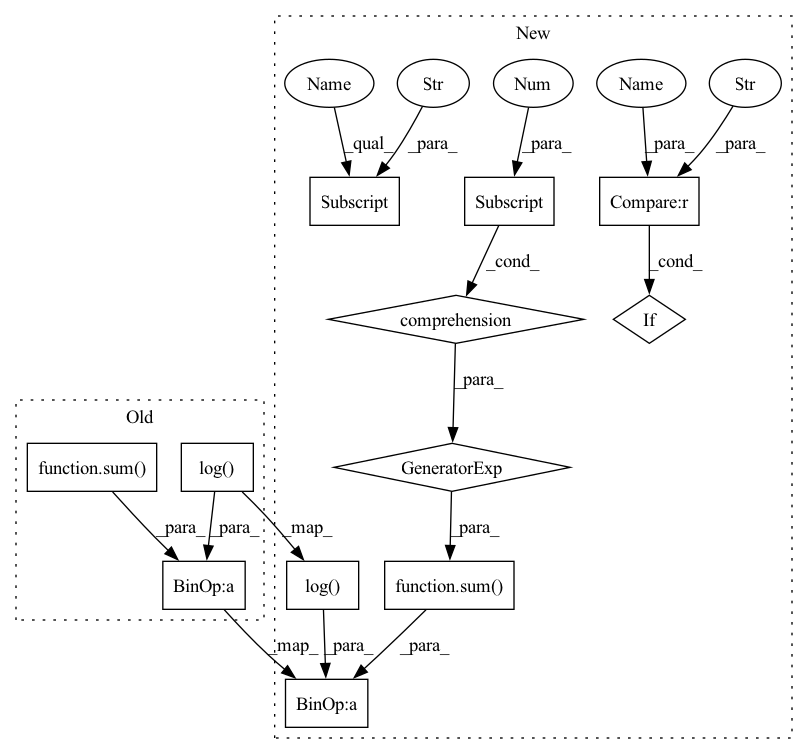 New
Name
Str
Num
Name
Str
_qual_
_para_
_para_
_para_
_para_
Subscript
Subscript
Compare:r
_cond_
_cond_
comprehension
If
_para_
Old
function.sum()
log()
GeneratorExp
_para_
_para_
_map_
_para_
BinOp:a
log()
function.sum()
_map_
_para_
_para_
BinOp:a